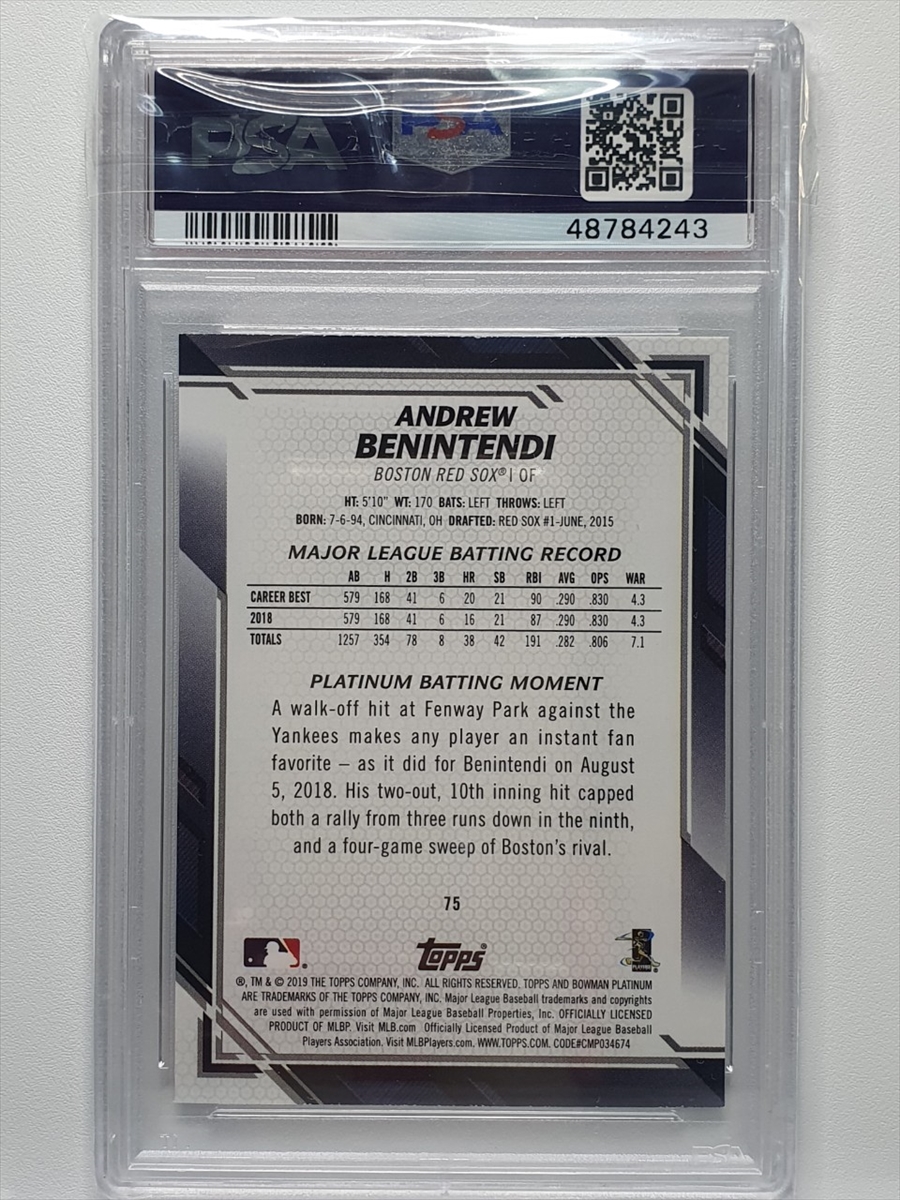 PSA PSA
48784243
ANDREW
BENINTENDI
BOSTON RED SOX® | OF
HT: 5'10" WT: 170 BATS: LEFT THROWS: LEFT
BORN: 7-6-94, CINCINNATI, OH DRAFTED: RED SOX #1-JUNE, 2015
MAJOR LEAGUE BATTING RECORD
AB H 2B 3B HR SB RBI AVG OPS WAR
CAREER BEST 579 168 41 6 20 21 90 .290 .830 4.3
2018 579 168 41 6 16 21 87 .290 .830 4.3
TOTALS 1257 354 78 8 38 42 191 .282 .806 7.1
PLATINUM BATTING MOMENT
A walk-off hit at Fenway Park against the
Yankees makes any player an instant fan
favorite – as it did for Benintendi on August
5, 2018. His two-out, 10th inning hit capped
both a rally from three runs down in the ninth,
and a four-game sweep of Boston's rival.
75
Topps®
PLAYERS
®, TM & © 2019 THE TOPPS COMPANY, INC. ALL RIGHTS RESERVED. TOPPS AND BOWMAN PLATINUM
ARE TRADEMARKS OF THE TOPPS COMPANY, INC. Major League Baseball trademarks and copyrights
are used with permission of Major League Baseball Properties, Inc. OFFICIALLY LICENSED
PRODUCT OF MLBP. Visit MLB.com Officially Licensed Product of Major League Baseball
Players Association. Visit MLBPlayers.com. WWW.TOPPS.COM. CODE#CMP034674